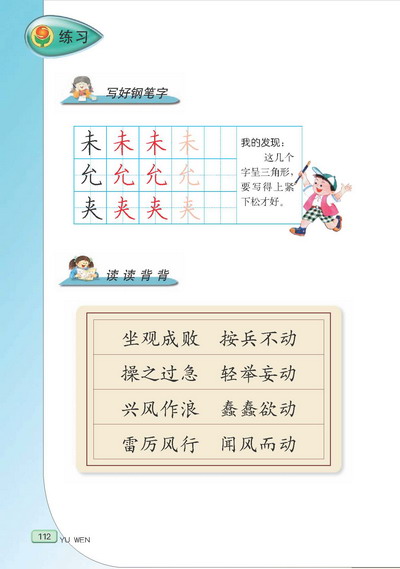 练习
写好钢笔字
未 未 未 未
允 允 允 允
夹 夹 夹 夹
我的发现：
这几个
字呈三角形，
要写得上紧
下松才好。
读读背背
坐观成败 按兵不动
操之过急 轻举妄动
兴风作浪 蠢蠢欲动
雷厉风行 闻风而动
112 YU WEN